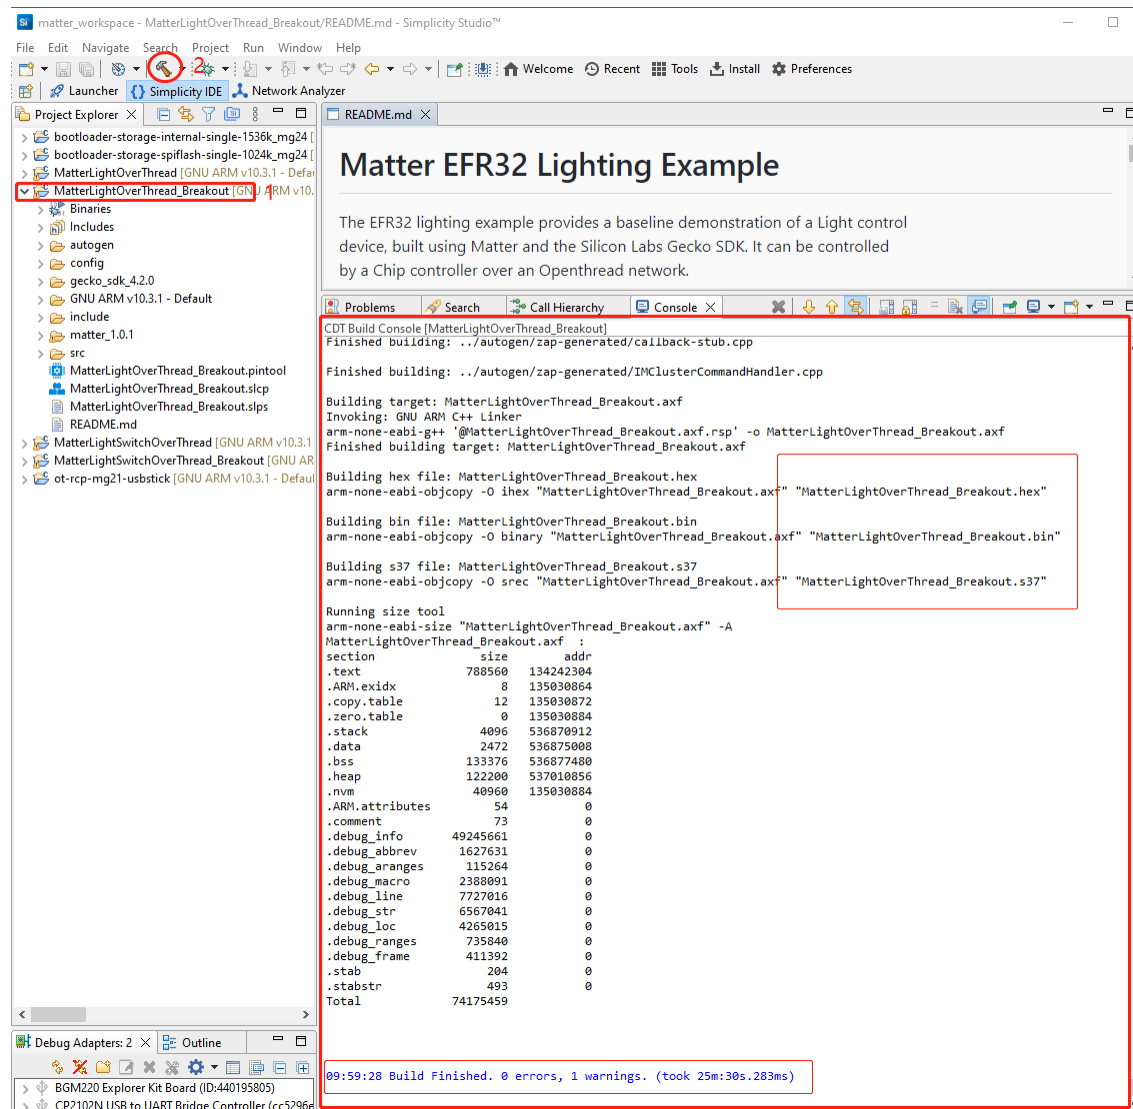 matter_workspace - MatterLightOverThread_Breakout/README.md - Simplicity Studio™
File Edit Navigate Search Project Run Window Help
2
Welcome Recent Tools Install Preferences
Launcher Simplicity IDE Network Analyzer
Project Explorer
bootloader-storage-internal-single-1536k_mg24 [
bootloader-storage-spiflash-single-1024k_mg24 [
MatterLightOverThread [GNU ARM v10.3.1 - Defau
MatterLightOverThread_Breakout [GNU ARM v10.
1
Binaries
Includes
autogen
config
gecko_sdk_4.2.0
GNU ARM v10.3.1 - Default
include
matter_1.0.1
src
MatterLightOverThread_Breakout.pintool
MatterLightOverThread_Breakout.slcp
MatterLightOverThread_Breakout.slps
README.md
MatterLightSwitchOverThread [GNU ARM v10.3.1
MatterLightSwitchOverThread_Breakout [GNU AR
ot-rcp-mg21-usbstick [GNU ARM v10.3.1 - Defaul
README.md
Matter EFR32 Lighting Example
The EFR32 lighting example provides a baseline demonstration of a Light control
device, built using Matter and the Silicon Labs Gecko SDK. It can be controlled
by a Chip controller over an Openthread network.
Problems Search Call Hierarchy Console
CDT Build Console [MatterLightOverThread_Breakout]
Finished building: ../autogen/zap-generated/callback-stub.cpp
Finished building: ../autogen/zap-generated/IMClusterCommandHandler.cpp
Building target: MatterLightOverThread_Breakout.axf
Invoking: GNU ARM C++ Linker
arm-none-eabi-g++ '@MatterLightOverThread_Breakout.axf.rsp' -o MatterLightOverThread_Breakout.axf
Finished building target: MatterLightOverThread_Breakout.axf
Building hex file: MatterLightOverThread_Breakout.hex
arm-none-eabi-objcopy -O ihex "MatterLightOverThread_Breakout.axf" "MatterLightOverThread_Breakout.hex"
Building bin file: MatterLightOverThread_Breakout.bin
arm-none-eabi-objcopy -O binary "MatterLightOverThread_Breakout.axf" "MatterLightOverThread_Breakout.bin"
Building s37 file: MatterLightOverThread_Breakout.s37
arm-none-eabi-objcopy -O srec "MatterLightOverThread_Breakout.axf" "MatterLightOverThread_Breakout.s37"
Running size tool
arm-none-eabi-size "MatterLightOverThread_Breakout.axf" -A
MatterLightOverThread_Breakout.axf :
section size addr
.text 788560 134242304
.ARM.exidx 8 135030864
.copy.table 12 135030872
.zero.table 0 135030884
.stack 4096 536870912
.data 2472 536875008
.bss 133376 536877480
.heap 122200 537010856
.nvm 40960 135030884
.ARM.attributes 54 0
.comment 73 0
.debug_info 49245661 0
.debug_abbrev 1627631 0
.debug_aranges 115264 0
.debug_macro 2388091 0
.debug_line 7727016 0
.debug_str 6567041 0
.debug_loc 4265015 0
.debug_ranges 735840 0
.debug_frame 411392 0
.stab 204 0
.stabstr 493 0
Total 74175459
09:59:28 Build Finished. 0 errors, 1 warnings. (took 25m:30s.283ms)
Debug Adapters: 2 Outline
BGM220 Explorer Kit Board (ID:440195805)
CP2102N USB to UART Bridge Controller (cc5296e